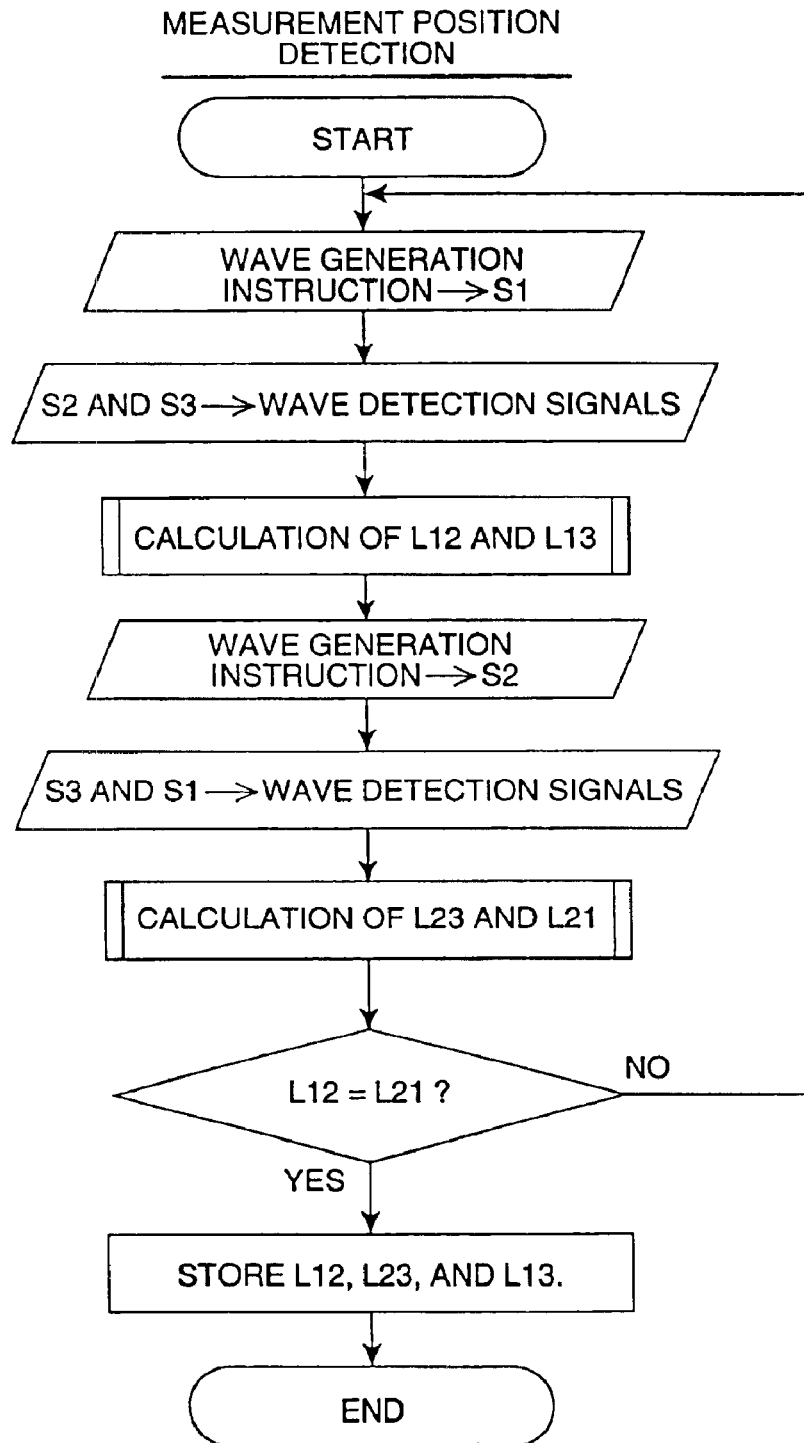 MEASUREMENT POSITION
DETECTION
START
WAVE GENERATION
INSTRUCTION→S1
S2 AND S3→WAVE DETECTION SIGNALS
CALCULATION OF L12 AND L13
WAVE GENERATION
INSTRUCTION→S2
S3 AND S1→WAVE DETECTION SIGNALS
CALCULATION OF L23 AND L21
L12 = L21 ?
NO
YES
STORE L12, L23, AND L13.
END